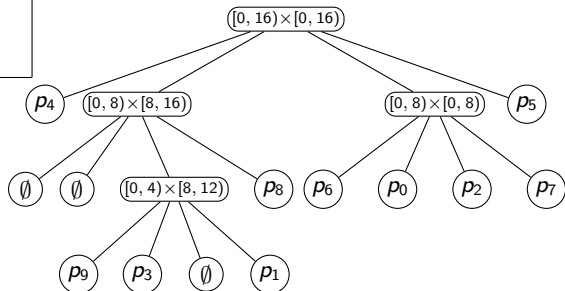 [0, 16)×[0, 16)
p4 [0, 8)×[8, 16) [0, 8)×[0, 8) p5
∅ ∅ [0, 4)×[8, 12) p8 p6 p0 p2 p7
p9 p3 ∅ p1